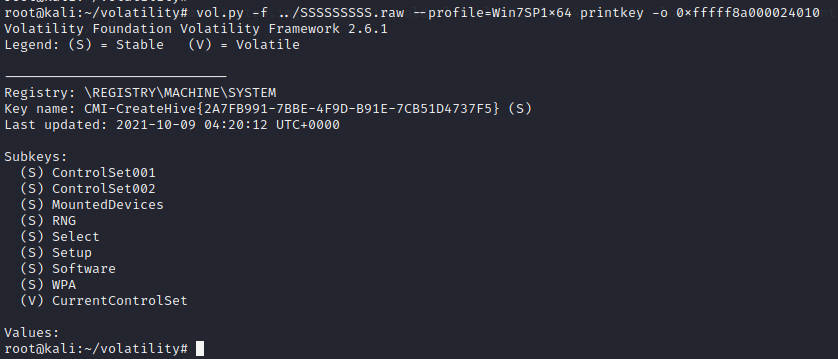 root@kali:~/volatility#
root@kali:~/volatility# vol.py -f ../SSSSSSSSS.raw --profile=Win7SP1×64 printkey -o 0×fffff8a000024010
Volatility Foundation Volatility Framework 2.6.1
Legend: (S) = Stable   (V) = Volatile

----------------------------
Registry: \REGISTRY\MACHINE\SYSTEM
Key name: CMI-CreateHive{2A7FB991-7BBE-4F9D-B91E-7CB51D4737F5} (S)
Last updated: 2021-10-09 04:20:12 UTC+0000

Subkeys:
  (S) ControlSet001
  (S) ControlSet002
  (S) MountedDevices
  (S) RNG
  (S) Select
  (S) Setup
  (S) Software
  (S) WPA
  (V) CurrentControlSet

Values:
root@kali:~/volatility#